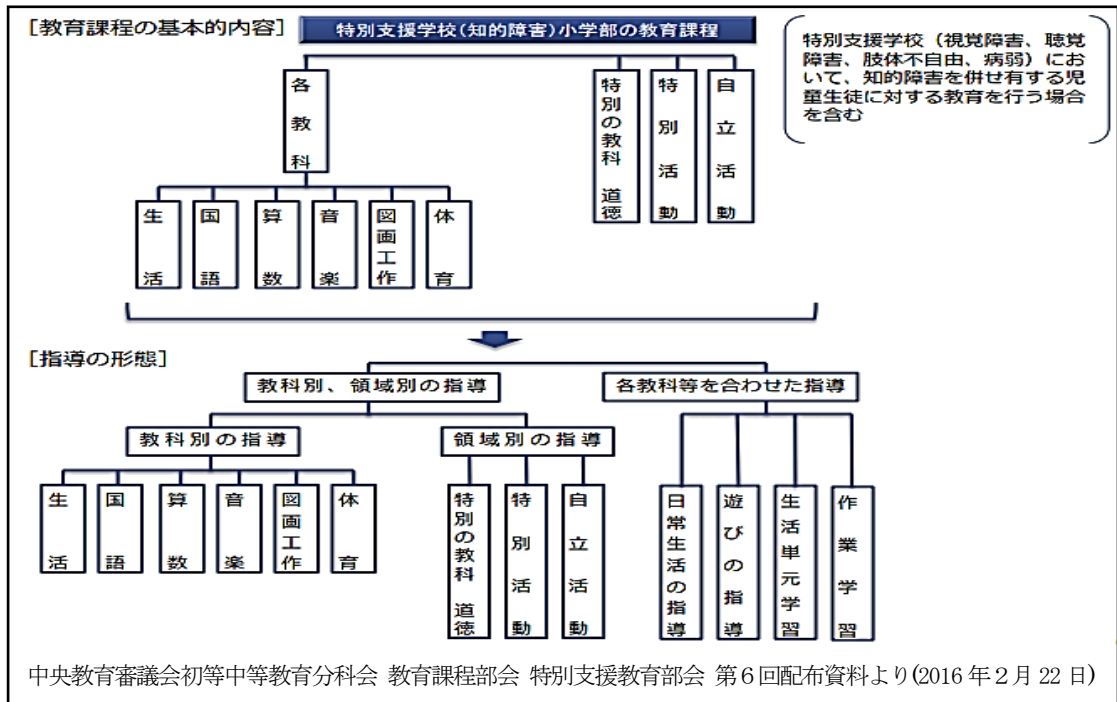 [教育課程の基本的内容]
特別支援学校(知的障害)小学部の教育課程
特別支援学校（視覚障害、聴覚
障害、肢体不自由、病弱）にお
いて、知的障害を併せ有する児
童生徒に対する教育を行う場合
を含む
各教科
特別の教科 道徳
特別活動
自立活動
生活
国語
算数
音楽
図画工作
体育
[指導の形態]
教科別、領域別の指導
各教科等を合わせた指導
教科別の指導
領域別の指導
生活
国語
算数
音楽
図画工作
体育
特別の教科 道徳
特別活動
自立活動
日常生活の指導
遊びの指導
生活単元学習
作業学習
中央教育審議会初等中等教育分科会 教育課程部会 特別支援教育部会 第６回配布資料より(2016 年２月 22 日)